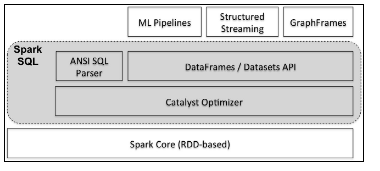 ML Pipelines
Structured
Streaming
GraphFrames
Spark
SQL
ANSI SQL
Parser
DataFrames / Datasets API
Catalyst Optimizer
Spark Core (RDD-based)